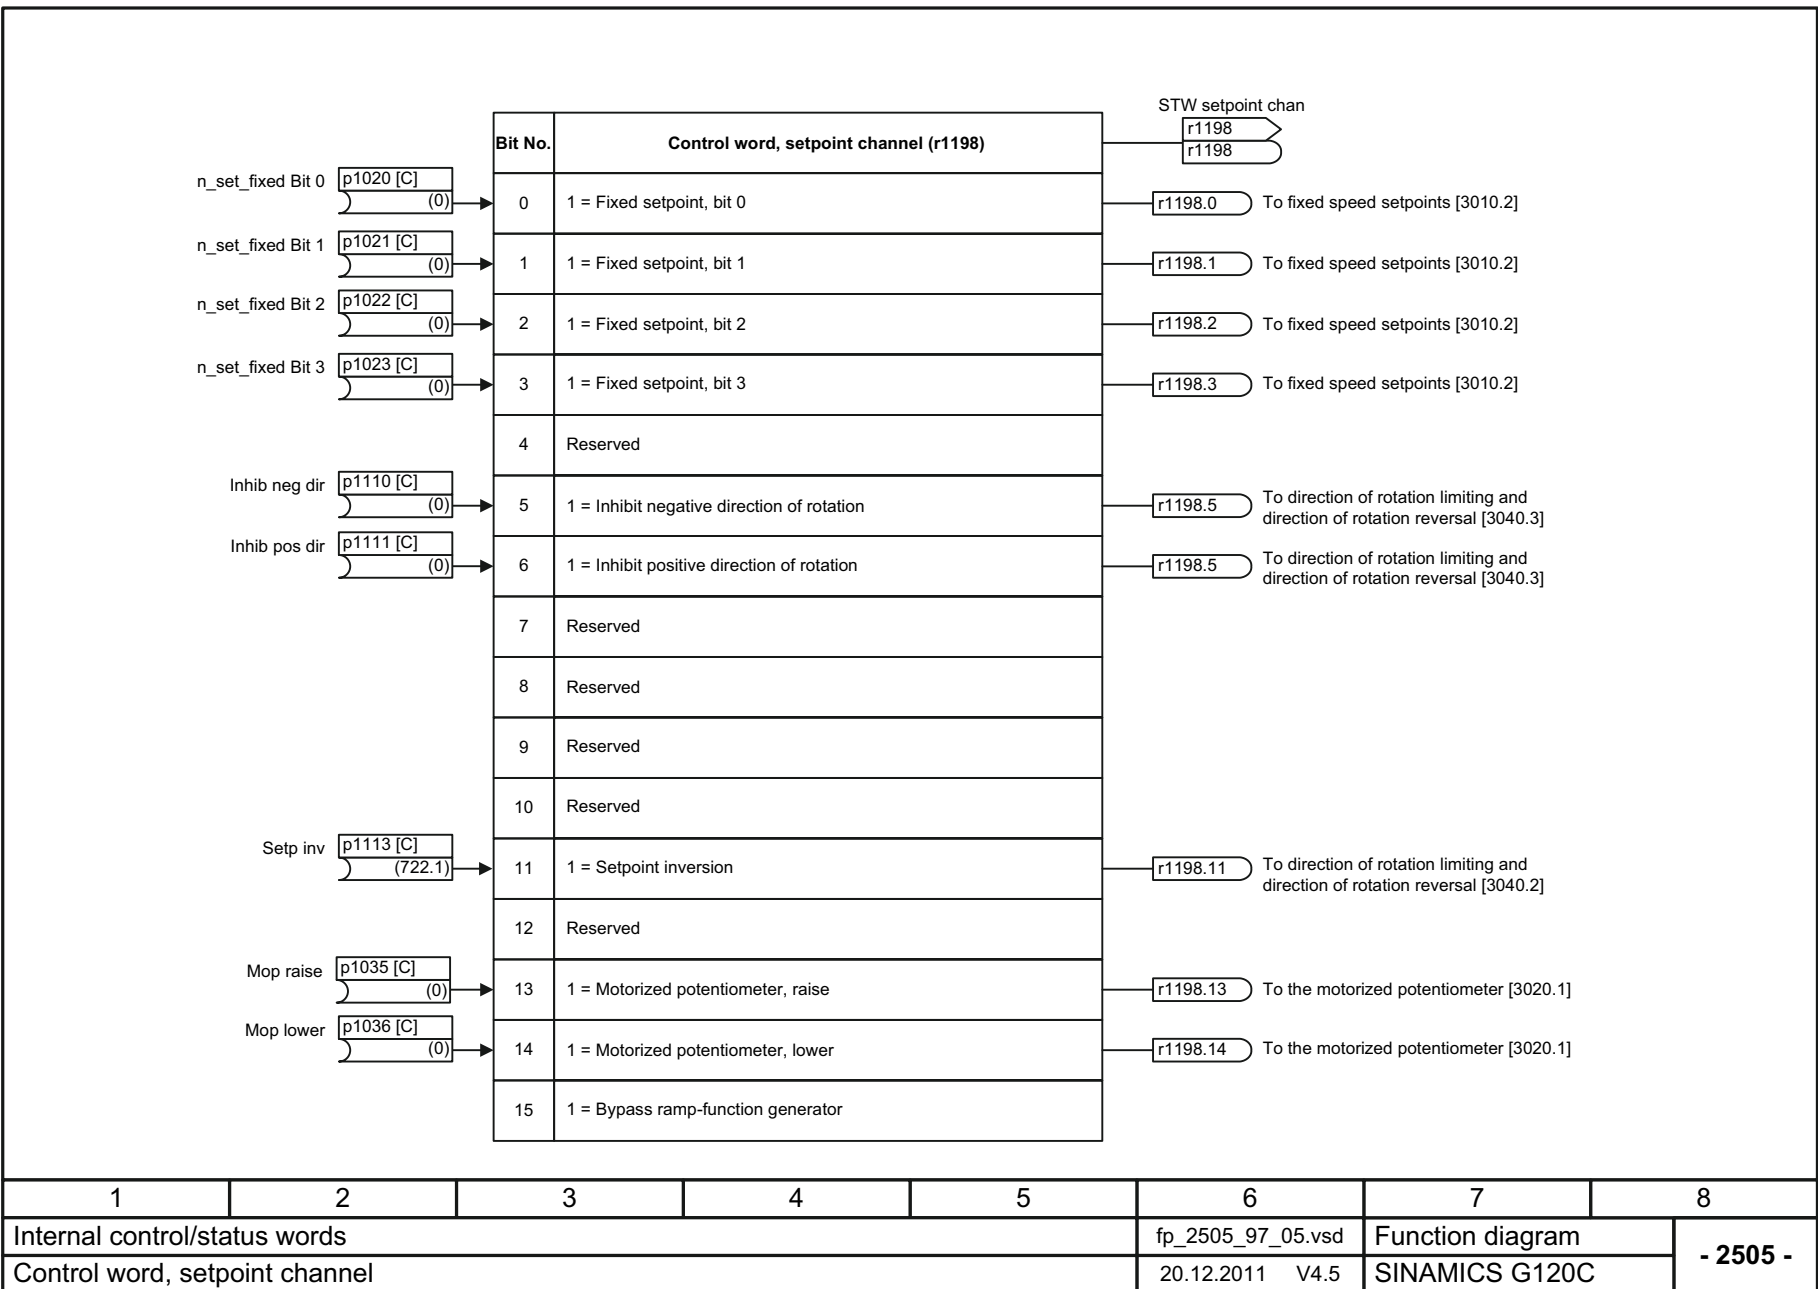 STW setpoint chan
r1198
r1198
Bit No. Control word, setpoint channel (r1198)
n_set_fixed Bit 0 p1020 [C]
(0) 0 1 = Fixed setpoint, bit 0 r1198.0 To fixed speed setpoints [3010.2]
n_set_fixed Bit 1 p1021 [C]
(0) 1 1 = Fixed setpoint, bit 1 r1198.1 To fixed speed setpoints [3010.2]
n_set_fixed Bit 2 p1022 [C]
(0) 2 1 = Fixed setpoint, bit 2 r1198.2 To fixed speed setpoints [3010.2]
n_set_fixed Bit 3 p1023 [C]
(0) 3 1 = Fixed setpoint, bit 3 r1198.3 To fixed speed setpoints [3010.2]
4 Reserved
Inhib neg dir p1110 [C]
(0) 5 1 = Inhibit negative direction of rotation r1198.5 To direction of rotation limiting and
direction of rotation reversal [3040.3]
Inhib pos dir p1111 [C]
(0) 6 1 = Inhibit positive direction of rotation r1198.5 To direction of rotation limiting and
direction of rotation reversal [3040.3]
7 Reserved
8 Reserved
9 Reserved
10 Reserved
Setp inv p1113 [C]
(722.1) 11 1 = Setpoint inversion r1198.11 To direction of rotation limiting and
direction of rotation reversal [3040.2]
12 Reserved
Mop raise p1035 [C]
(0) 13 1 = Motorized potentiometer, raise r1198.13 To the motorized potentiometer [3020.1]
Mop lower p1036 [C]
(0) 14 1 = Motorized potentiometer, lower r1198.14 To the motorized potentiometer [3020.1]
15 1 = Bypass ramp-function generator
1 2 3 4 5 6 7 8
Internal control/status words fp_2505_97_05.vsd Function diagram
- 2505 -
Control word, setpoint channel 20.12.2011 V4.5 SINAMICS G120C